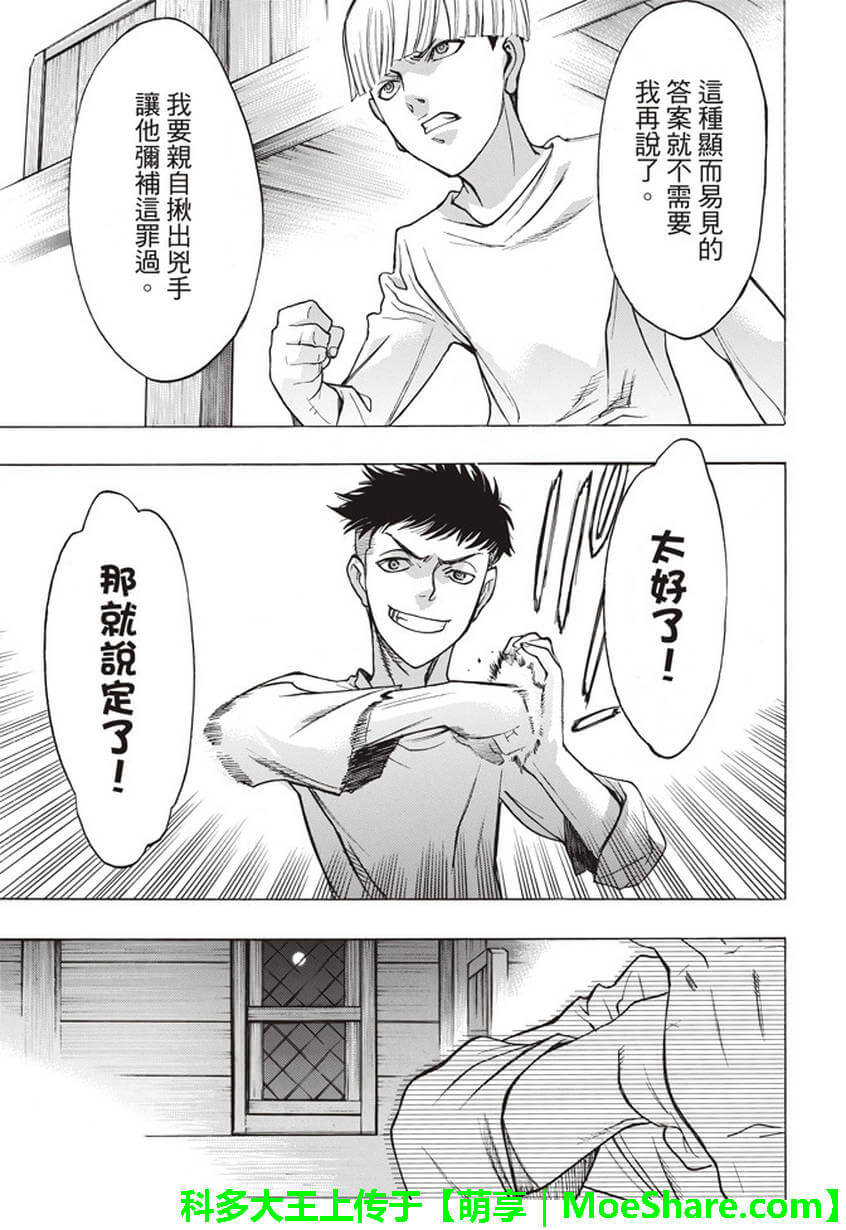 這種顯而易見的
答案就不需要
我再說了。
我要親自揪出兇手
讓他彌補這罪過。
太好了！
那就說定了！
科多大王上传于【萌享｜MoeShare.com】